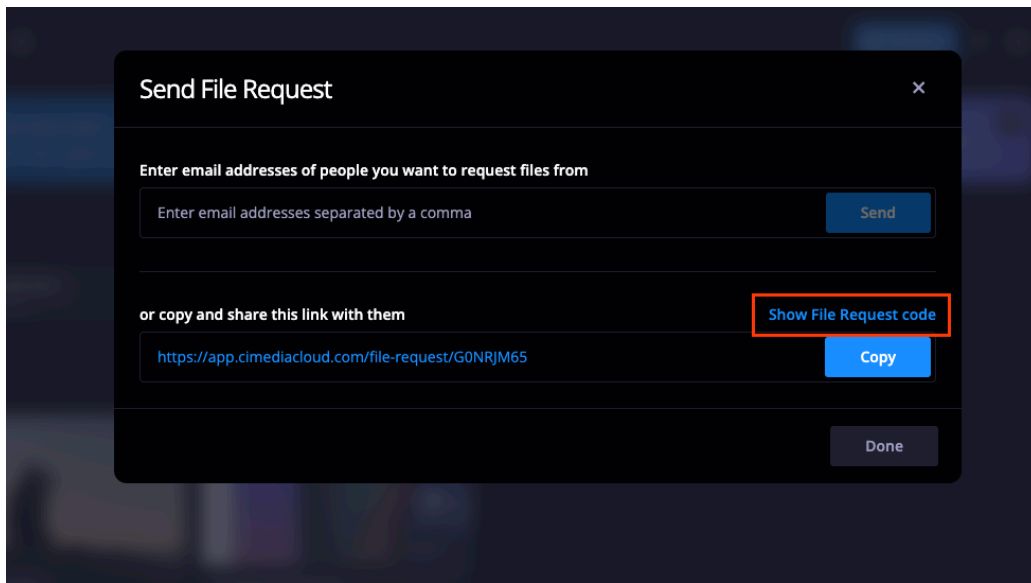 Send File Request
Enter email addresses of people you want to request files from
Enter email addresses separated by a comma
Send
or copy and share this link with them
Show File Request code
https://app.cimediacloud.com/file-request/G0NRJM65
Copy
Done